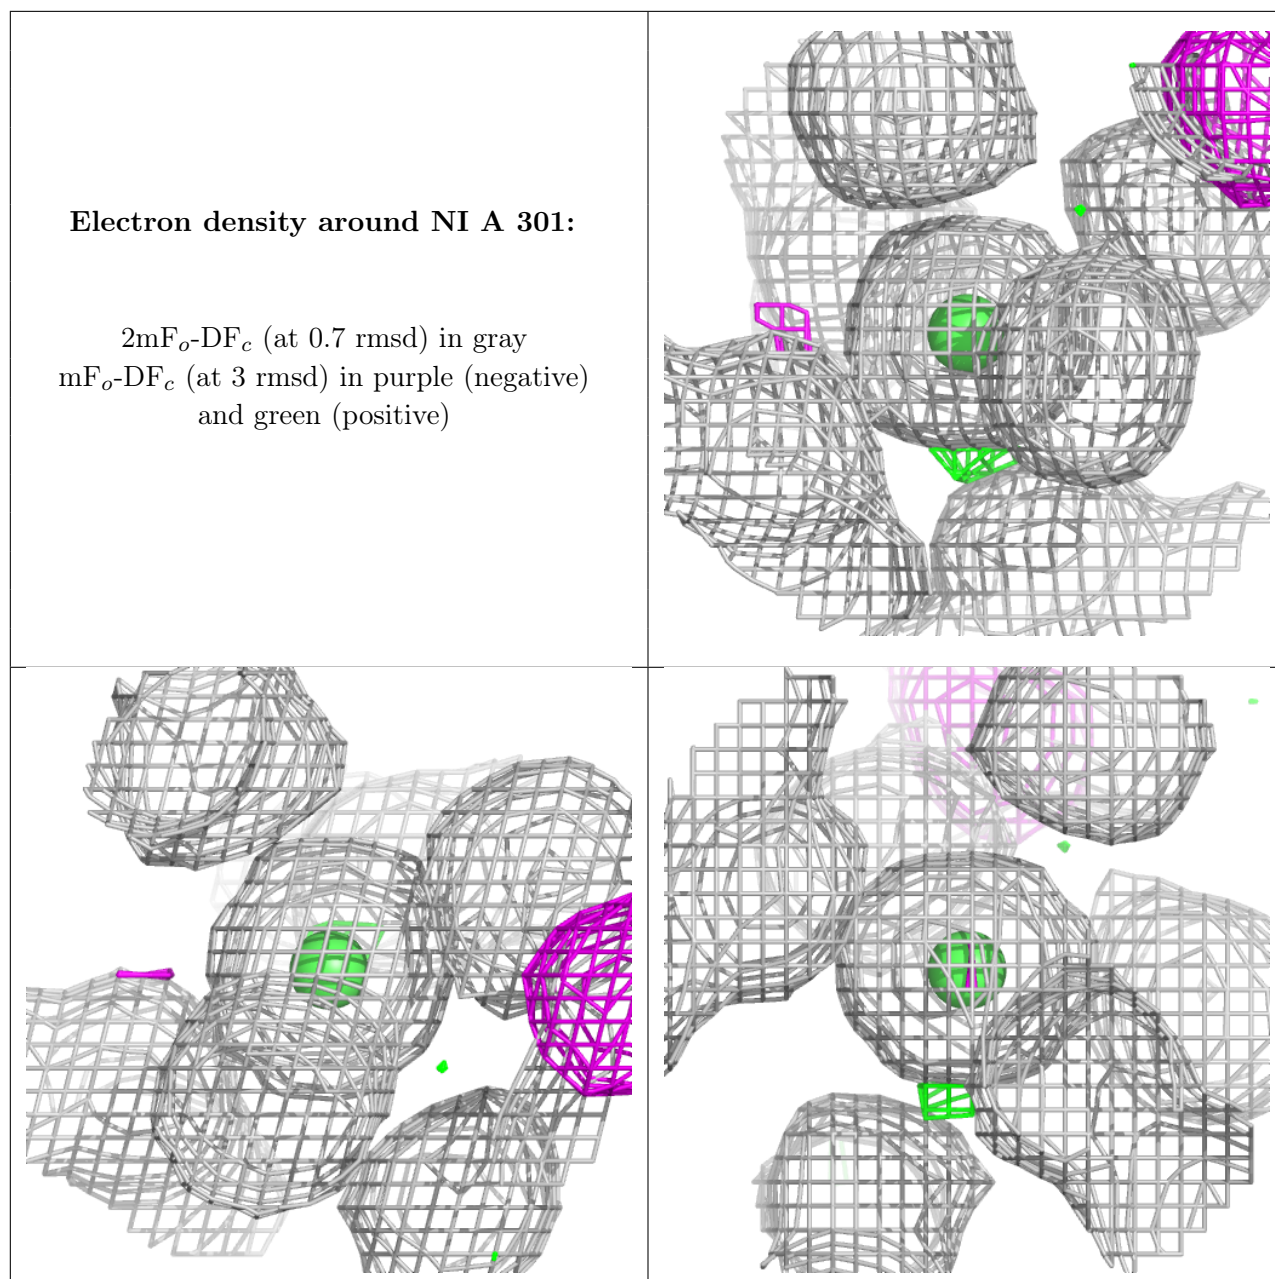 Electron density around NI A 301:
2mFo-DFc (at 0.7 rmsd) in gray
mFo-DFc (at 3 rmsd) in purple (negative)
and green (positive)